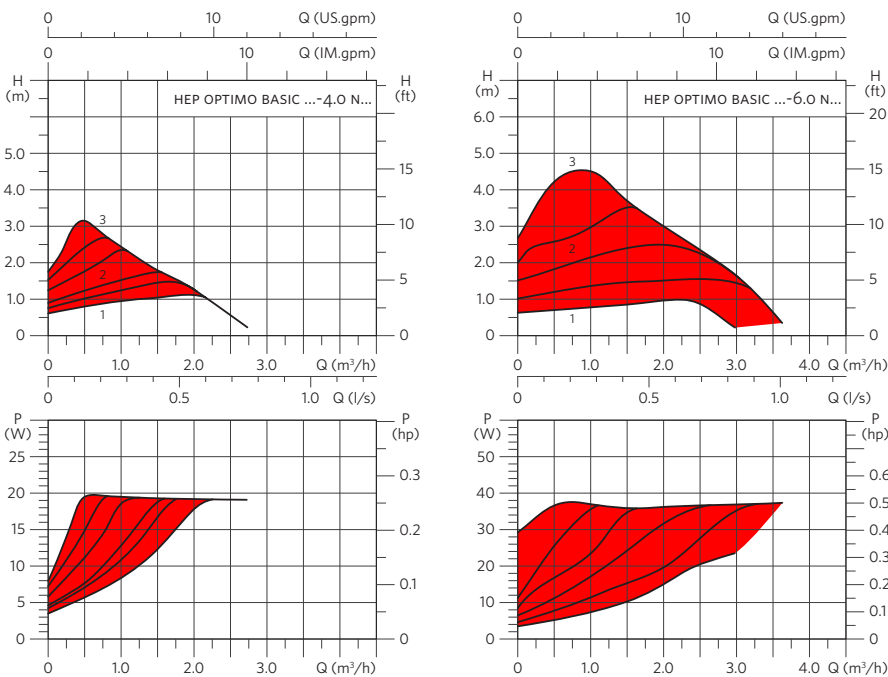 0 10 Q (US.gpm)
0 10 Q (IM.gpm)
H (m)
H (ft)
HEP OPTIMO BASIC ...-4.0 N...
5.0
4.0
3.0
2.0
1.0
0
15
10
5
0
3
2
1
0 1.0 2.0 3.0 Q (m³/h)
0 0.5 1.0 Q (l/s)
P (W)
P (hp)
25
20
15
10
5
0
0.3
0.2
0.1
0
0 1.0 2.0 3.0 Q (m³/h)
0 10 Q (US.gpm)
0 10 Q (IM.gpm)
H (m)
H (ft)
HEP OPTIMO BASIC ...-6.0 N...
6.0
5.0
4.0
3.0
2.0
1.0
0
20
15
10
5
0
3
2
1
0 1.0 2.0 3.0 4.0 Q (m³/h)
0 0.5 1.0 Q (l/s)
P (W)
P (hp)
50
40
30
20
10
0
0.6
0.5
0.4
0.3
0.2
0.1
0
0 1.0 2.0 3.0 4.0 Q (m³/h)